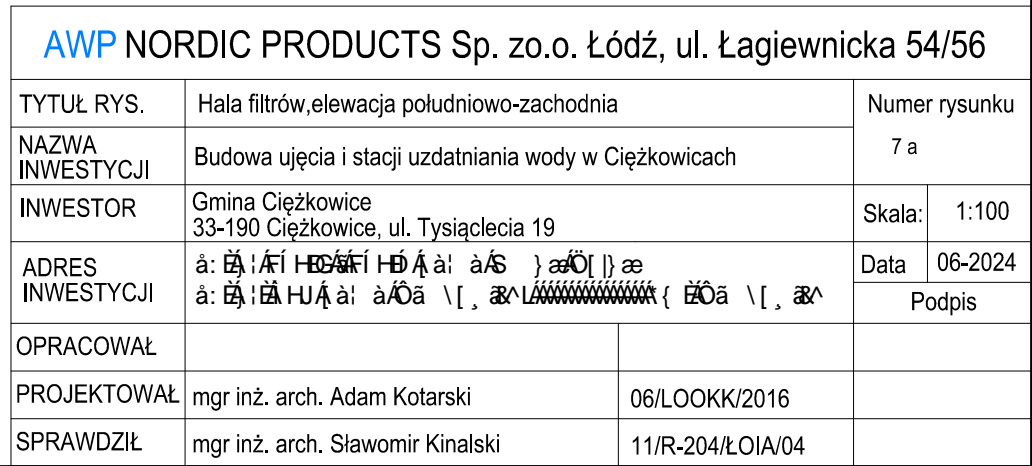 AWP NORDIC PRODUCTS Sp. zo.o. Łódź, ul. Łagiewnicka 54/56
TYTUŁ RYS.
Hala filtrów,elewacja południowo-zachodnia
Numer rysunku
7 a
NAZWA
INWESTYCJI
Budowa ujęcia i stacji uzdatniania wody w Ciężkowicach
INWESTOR
Gmina Ciężkowice
33-190 Ciężkowice, ul. Tysiąclecia 19
Skala:
1:100
ADRES
INWESTYCJI
Data
06-2024
Podpis
OPRACOWAŁ
PROJEKTOWAŁ
mgr inż. arch. Adam Kotarski
06/LOOKK/2016
SPRAWDZIŁ
mgr inż. arch. Sławomir Kinalski
11/R-204/ŁOIA/04